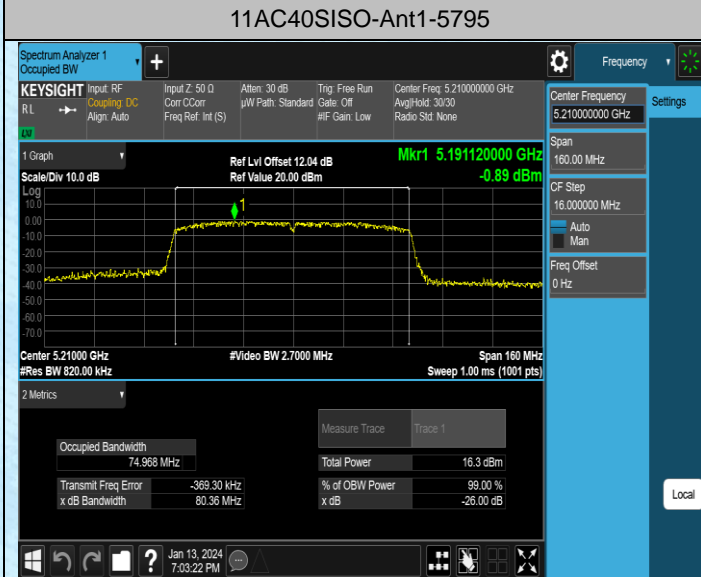 11AC40SISO-Ant1-5795
Spectrum Analyzer 1
Occupied BW
Frequency
KEYSIGHT Input: RF Input Z: 50 Ω Atten: 30 dB Trig: Free Run Center Freq: 5.210000000 GHz
RL Coupling: DC Corr CCorr µW Path: Standard Gate: Off Avg|Hold: 30/30
Align: Auto Freq Ref: Int (S) #IF Gain: Low Radio Std: None
LXI
Center Frequency
5.210000000 GHz
Settings
Span
160.00 MHz
CF Step
16.000000 MHz
Auto
Man
Freq Offset
0 Hz
Local
1 Graph
Ref Lvl Offset 12.04 dB
Mkr1 5.191120000 GHz
Scale/Div 10.0 dB
Ref Value 20.00 dBm
-0.89 dBm
Log
1
10.0
0.00
-10.0
-20.0
-30.0
-40.0
-50.0
-60.0
-70.0
Center 5.21000 GHz #Video BW 2.7000 MHz Span 160 MHz
#Res BW 820.00 kHz Sweep 1.00 ms (1001 pts)
2 Metrics
Measure Trace Trace 1
Occupied Bandwidth
74.968 MHz
Total Power 16.3 dBm
Transmit Freq Error -369.30 kHz % of OBW Power 99.00 %
x dB Bandwidth 80.36 MHz x dB -26.00 dB
Jan 13, 2024
7:03:22 PM